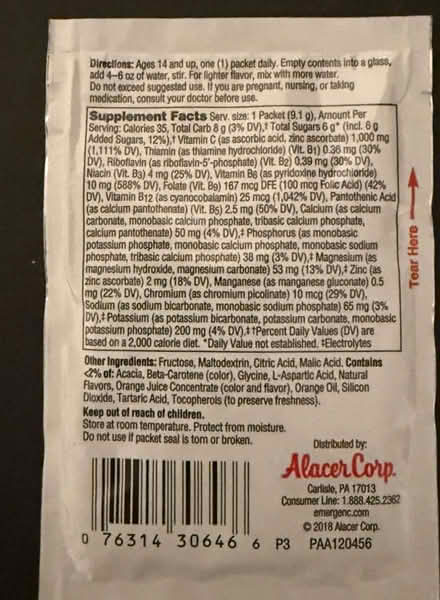 Directions: Ages 14 and up, one (1) packet daily. Empty contents into a glass,
add 4–6 oz of water, stir. For lighter flavor, mix with more water.
Do not exceed suggested use. If you are pregnant, nursing, or taking
medication, consult your doctor before use.
Supplement Facts Serv. size: 1 Packet (9.1 g), Amount Per
Serving: Calories 35, Total Carb 8 g (3% DV),† Total Sugars 6 g* (incl. 6 g
Added Sugars, 12%),† Vitamin C (as ascorbic acid, zinc ascorbate) 1,000 mg
(1,111% DV), Thiamin (as thiamine hydrochloride) (Vit. B1) 0.36 mg (30%
DV), Riboflavin (as riboflavin-5'-phosphate) (Vit. B2) 0.39 mg (30% DV),
Niacin (Vit. B3) 4 mg (25% DV), Vitamin B6 (as pyridoxine hydrochloride)
10 mg (588% DV), Folate (Vit. B9) 167 mcg DFE (100 mcg Folic Acid) (42%
DV), Vitamin B12 (as cyanocobalamin) 25 mcg (1,042% DV), Pantothenic Acid
(as calcium pantothenate) (Vit. B5) 2.5 mg (50% DV), Calcium (as calcium
carbonate, monobasic calcium phosphate, tribasic calcium phosphate,
calcium pantothenate) 50 mg (4% DV),‡ Phosphorus (as monobasic
potassium phosphate, monobasic calcium phosphate, monobasic sodium
phosphate, tribasic calcium phosphate) 38 mg (3% DV),‡ Magnesium (as
magnesium hydroxide, magnesium carbonate) 53 mg (13% DV),‡ Zinc (as
zinc ascorbate) 2 mg (18% DV), Manganese (as manganese gluconate) 0.5
mg (22% DV), Chromium (as chromium picolinate) 10 mcg (29% DV),
Sodium (as sodium bicarbonate, monobasic sodium phosphate) 65 mg (3%
DV),‡ Potassium (as potassium bicarbonate, potassium carbonate, monobasic
potassium phosphate) 200 mg (4% DV).‡ †Percent Daily Values (DV) are
based on a 2,000 calorie diet. *Daily Value not established. ‡Electrolytes
Tear Here
Other Ingredients: Fructose, Maltodextrin, Citric Acid, Malic Acid. Contains
<2% of: Acacia, Beta-Carotene (color), Glycine, L-Aspartic Acid, Natural
Flavors, Orange Juice Concentrate (color and flavor), Orange Oil, Silicon
Dioxide, Tartaric Acid, Tocopherols (to preserve freshness).
Keep out of reach of children.
Store at room temperature. Protect from moisture.
Do not use if packet seal is torn or broken.
Distributed by:
Alacer Corp.
Carlisle, PA 17013
Consumer Line: 1.888.425.2362
emergenc.com
© 2018 Alacer Corp.
0 76314 30646 6 P3 PAA120456